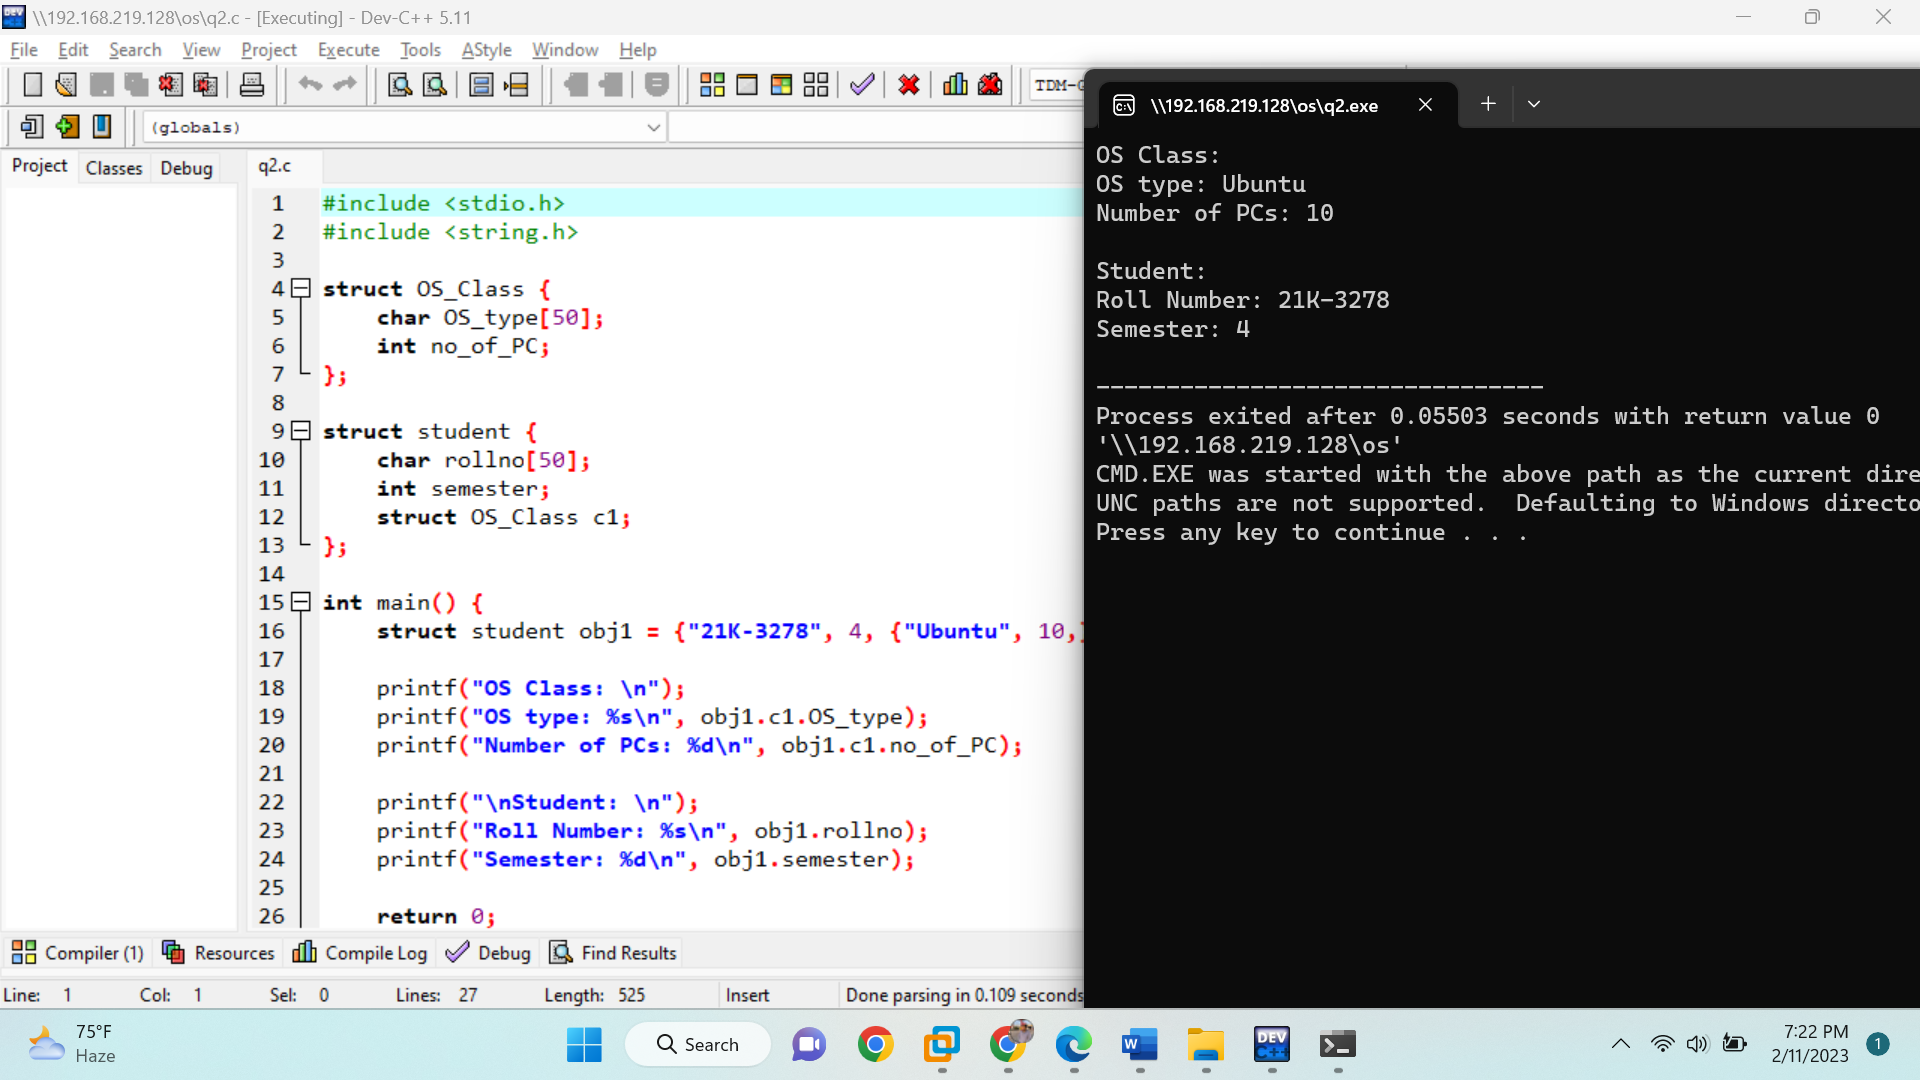 \\192.168.219.128\os\q2.c - [Executing] - Dev-C++ 5.11
File Edit Search View Project Execute Tools AStyle Window Help
TDM-G
(globals)
Project Classes Debug
q2.c
1 #include <stdio.h>
2 #include <string.h>
3
4 struct OS_Class {
5 char OS_type[50];
6 int no_of_PC;
7 };
8
9 struct student {
10 char rollno[50];
11 int semester;
12 struct OS_Class c1;
13 };
14
15 int main() {
16 struct student obj1 = {"21K-3278", 4, {"Ubuntu", 10,}
17
18 printf("OS Class: \n");
19 printf("OS type: %s\n", obj1.c1.OS_type);
20 printf("Number of PCs: %d\n", obj1.c1.no_of_PC);
21
22 printf("\nStudent: \n");
23 printf("Roll Number: %s\n", obj1.rollno);
24 printf("Semester: %d\n", obj1.semester);
25
26 return 0;
\\192.168.219.128\os\q2.exe
OS Class:
OS type: Ubuntu
Number of PCs: 10
Student:
Roll Number: 21K-3278
Semester: 4
--------------------------------
Process exited after 0.05503 seconds with return value 0
'\\192.168.219.128\os'
CMD.EXE was started with the above path as the current dire
UNC paths are not supported.  Defaulting to Windows directo
Press any key to continue . . .
Compiler (1) Resources Compile Log Debug Find Results
Line: 1 Col: 1 Sel: 0 Lines: 27 Length: 525 Insert Done parsing in 0.109 seconds
75°F
Haze
Search
DEV
C++
W
7:22 PM
2/11/2023
1